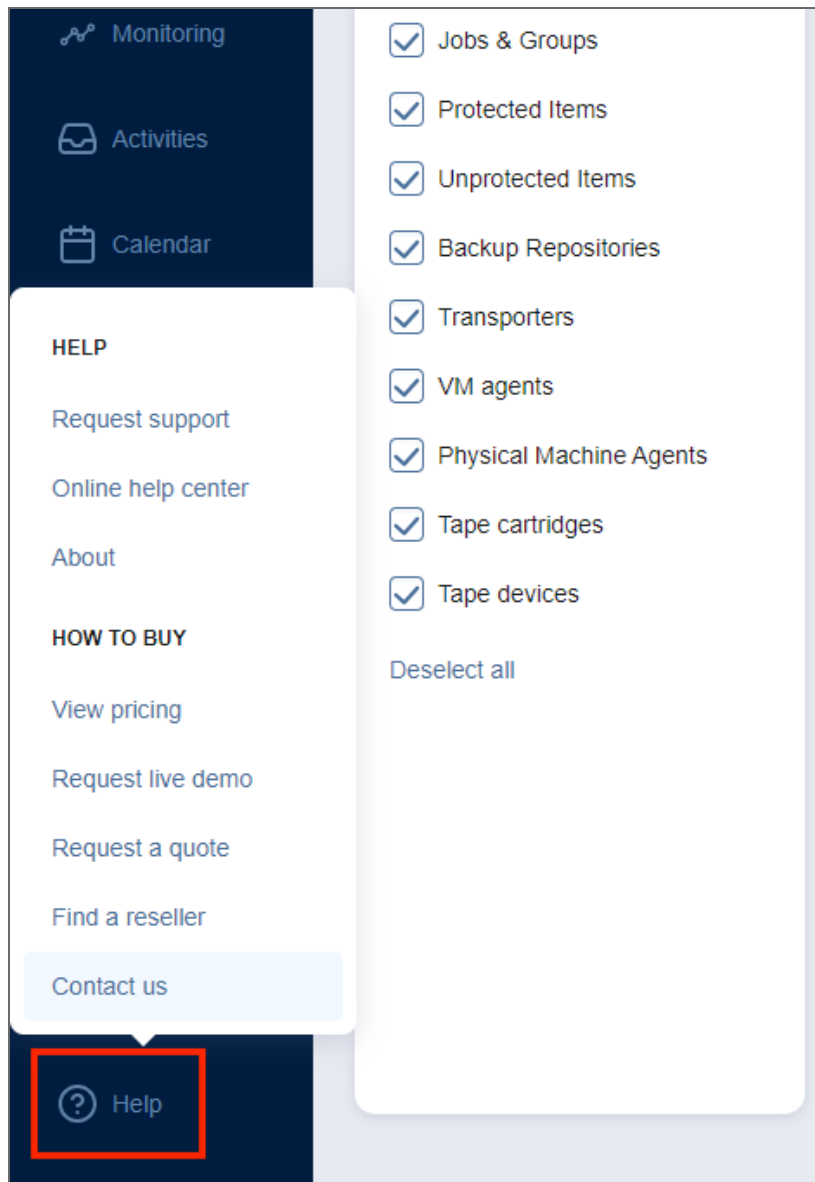 Monitoring
Activities
Calendar
HELP
Request support
Online help center
About
HOW TO BUY
View pricing
Request live demo
Request a quote
Find a reseller
Contact us
Help
Jobs & Groups
Protected Items
Unprotected Items
Backup Repositories
Transporters
VM agents
Physical Machine Agents
Tape cartridges
Tape devices
Deselect all